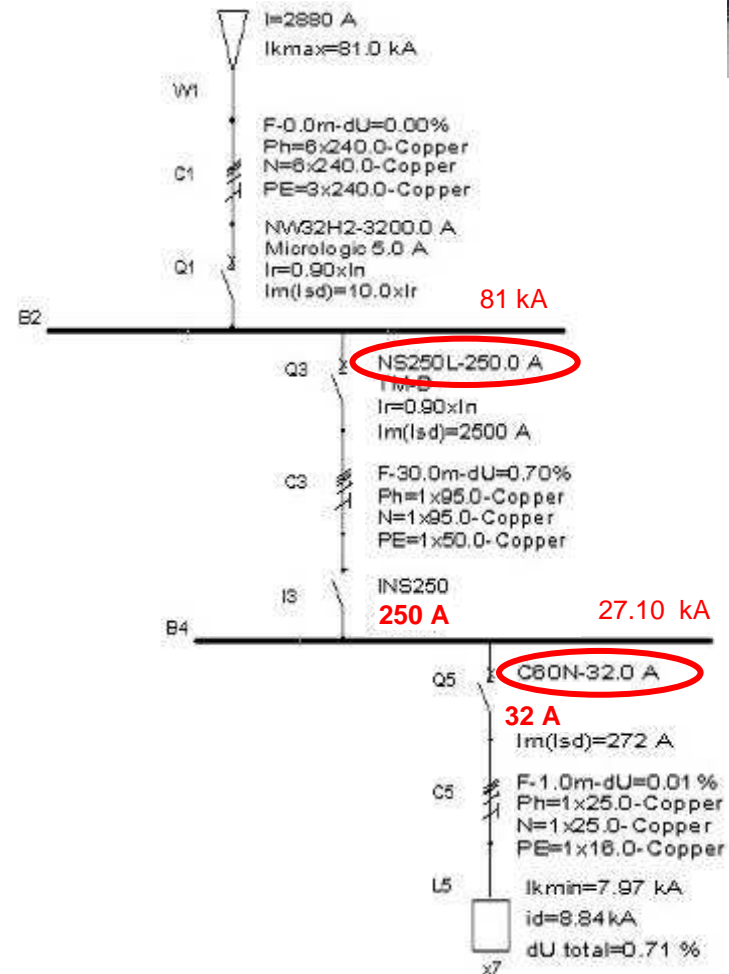 I=2880 A
Ikmax=81.0 kA
W1
F-0.0m-dU=0.00%
Ph=6x240.0-Copper
C1
N=6x240.0-Copper
PE=3x240.0-Copper
NW32H2-3200.0 A
Micrologic 5.0 A
Q1
Ir=0.90xIn
Im(Isd)=10.0xIr
81 kA
B2
Q3
NS250L-250.0 A
TM-D
Ir=0.90xIn
Im(Isd)=2500 A
C3
F-30.0m-dU=0.70%
Ph=1x95.0-Copper
N=1x95.0-Copper
PE=1x50.0-Copper
I3
INS250
250 A
27.10 kA
B4
Q5
C60N-32.0 A
32 A
Im(Isd)=272 A
C5
F-1.0m-dU=0.01 %
Ph=1x25.0-Copper
N=1x25.0-Copper
PE=1x16.0-Copper
L5
Ikmin=7.97 kA
id=8.84 kA
dU total=0.71 %
x7